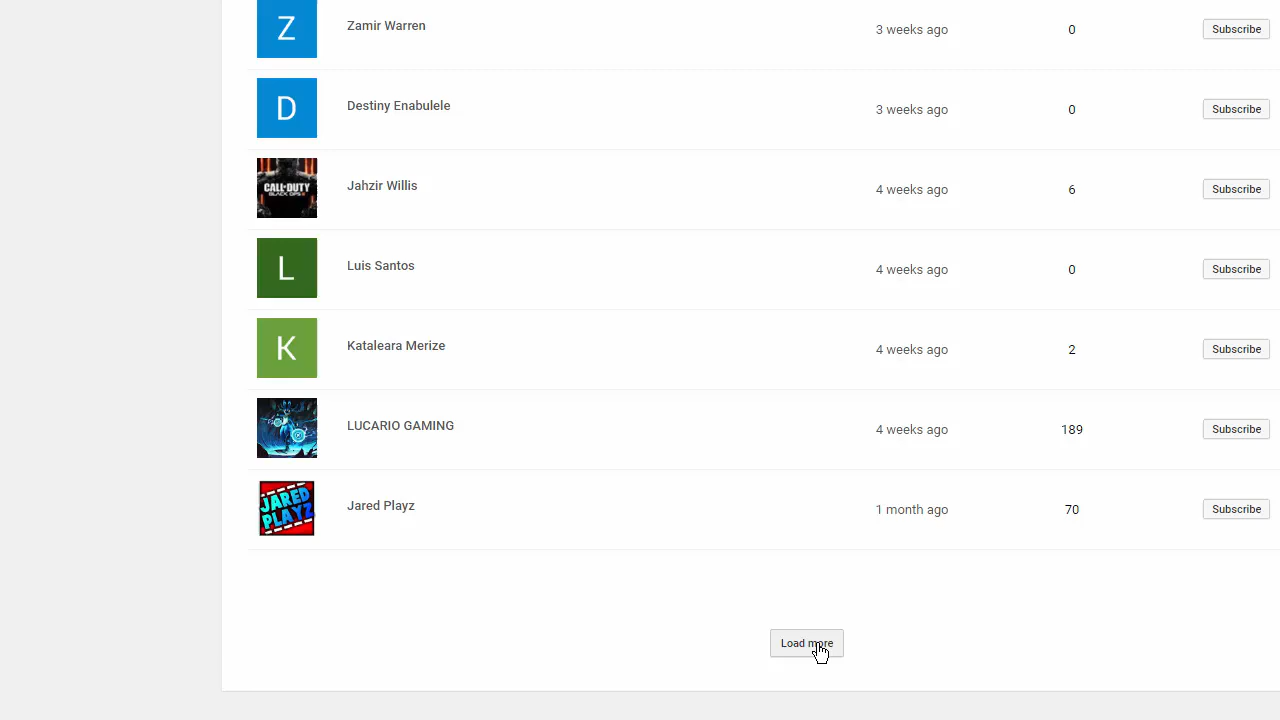 Z
Zamir Warren 3 weeks ago 0 Subscribe
D
Destiny Enabulele 3 weeks ago 0 Subscribe
CALL·DUTY
BLACK OPS
Jahzir Willis 4 weeks ago 6 Subscribe
L
Luis Santos 4 weeks ago 0 Subscribe
K
Kataleara Merize 4 weeks ago 2 Subscribe
LUCARIO GAMING 4 weeks ago 189 Subscribe
JARED
PLAYZ
Jared Playz 1 month ago 70 Subscribe
Load more